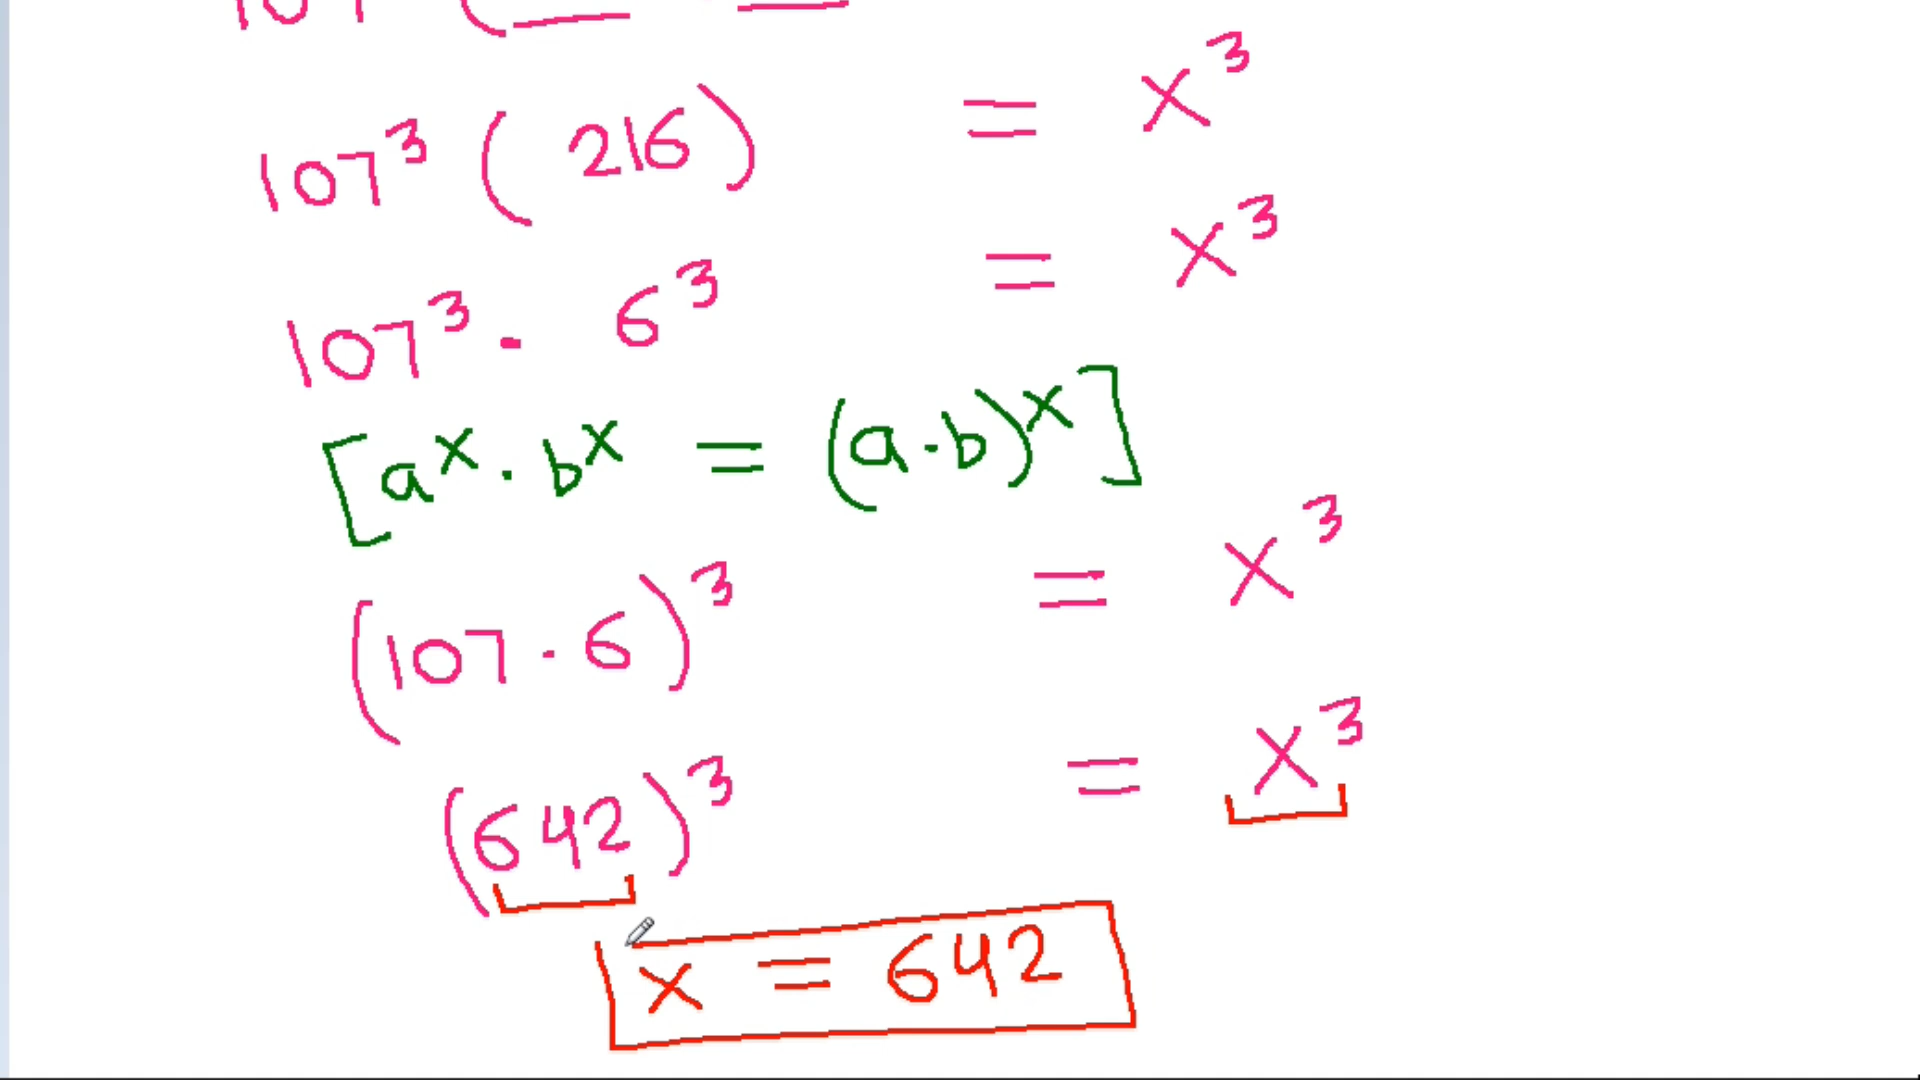 107³ (216) = x³
107³ · 6³ = x³
[aˣ · bˣ = (a · b)ˣ]
(107 · 6)³ = x³
(642)³ = x³
x = 642